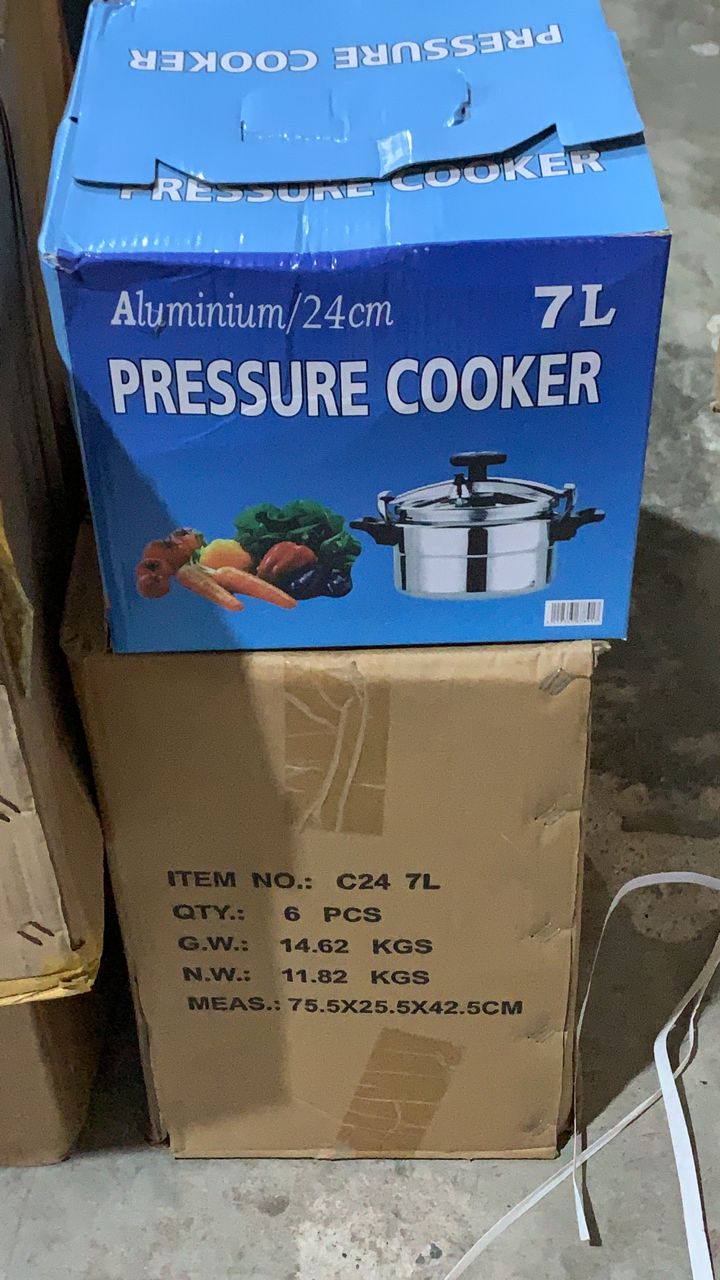 PRESSURE COOKER
PRESSURE COOKER
Aluminium/24cm 7L
PRESSURE COOKER
ITEM NO.: C24 7L
QTY.: 6 PCS
G.W.: 14.62 KGS
N.W.: 11.82 KGS
MEAS.: 75.5X25.5X42.5CM